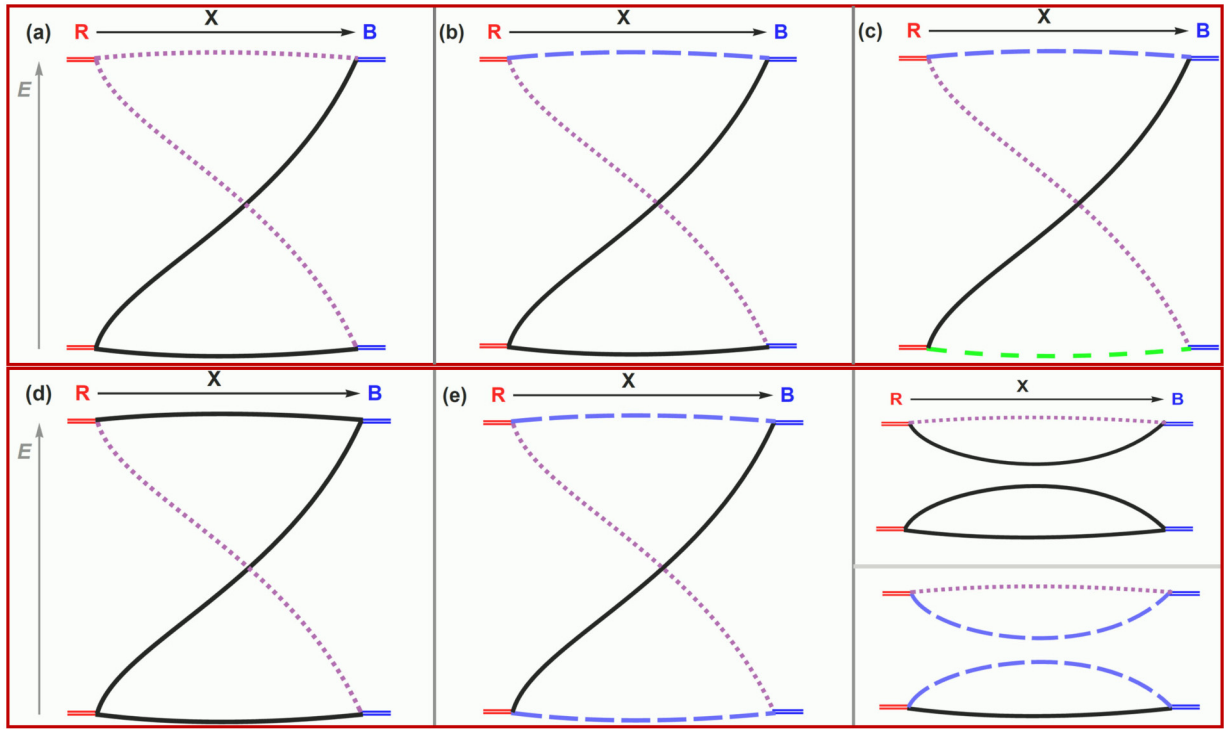 (a) R X B
E
(b) R X B
(c) R X B
(d) R X B
E
(e) R X B
R X B